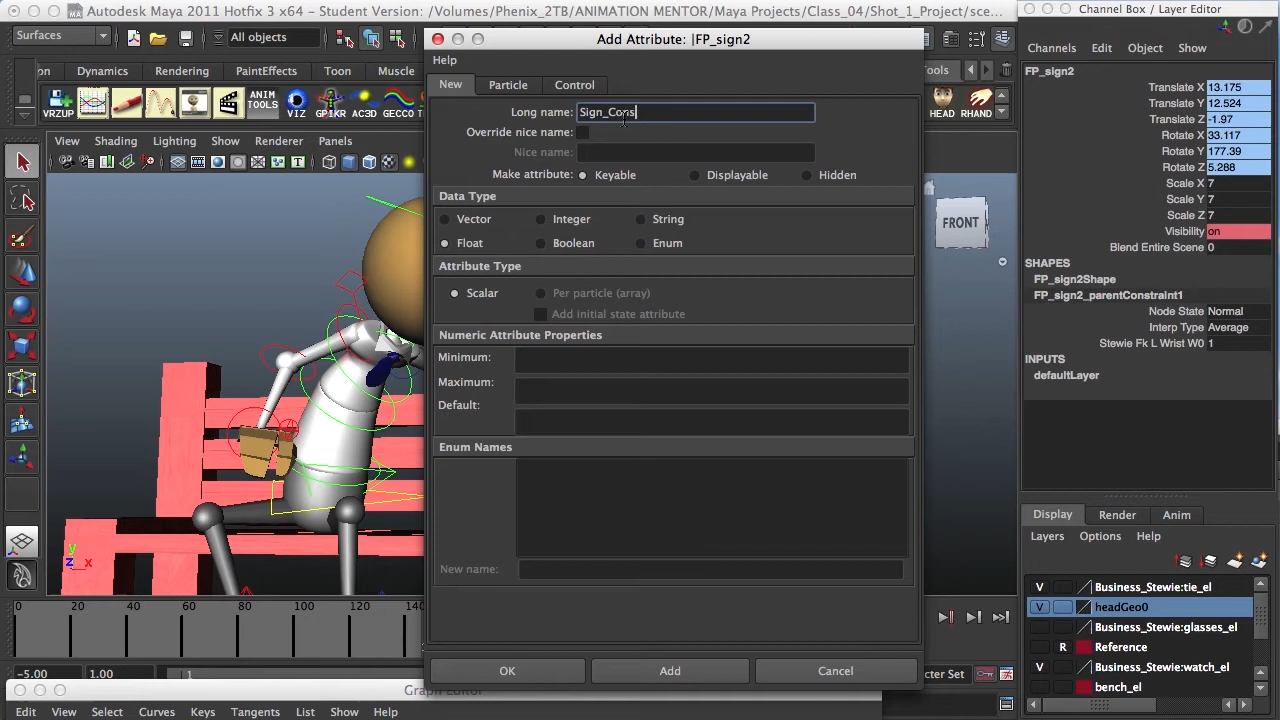 Autodesk Maya 2011 Hotfix 3 x64 - Student Version: /Volumes/Phenix_2TB/ANIMATION MENTOR/Maya Projects/Class_04/Shot_1_Project/sce...
Channel Box / Layer Editor
Surfaces
All objects
Add Attribute: |FP_sign2
Channels Edit Object Show
Help
Dynamics Rendering PaintEffects Toon Muscle
New Particle Control
FP_sign2
VRZUP
ANIM TOOLS
VIZ GPIKR AC3D GECCO
HEAD RHAND
Long name: Sign_Cons
Override nice name:
Nice name:
Make attribute: Keyable Displayable Hidden
View Shading Lighting Show Renderer Panels
Translate X 13.175
Translate Y 12.524
Translate Z -1.97
Rotate X 33.117
Rotate Y 177.39
Rotate Z 5.288
Scale X 7
Scale Y 7
Scale Z 7
Visibility on
Blend Entire Scene 0
SHAPES
FP_sign2Shape
FP_sign2_parentConstraint1
Node State Normal
Interp Type Average
Stewie Fk L Wrist W0 1
INPUTS
defaultLayer
Data Type
Vector Integer String
Float Boolean Enum
Attribute Type
Scalar Per particle (array)
Add initial state attribute
Numeric Attribute Properties
Minimum:
Maximum:
Default:
Enum Names
New name:
OK Add Cancel
FRONT
y
z x
0 20 40 60 80 100 120 140
-5.00 1.00 1
Graph Editor
Edit View Select Curves Keys Tangents List Show Help
Display Render Anim
Layers Options Help
V Business_Stewie:tie_el
V headGeo0
Business_Stewie:glasses_el
R Reference
V Business_Stewie:watch_el
bench_el